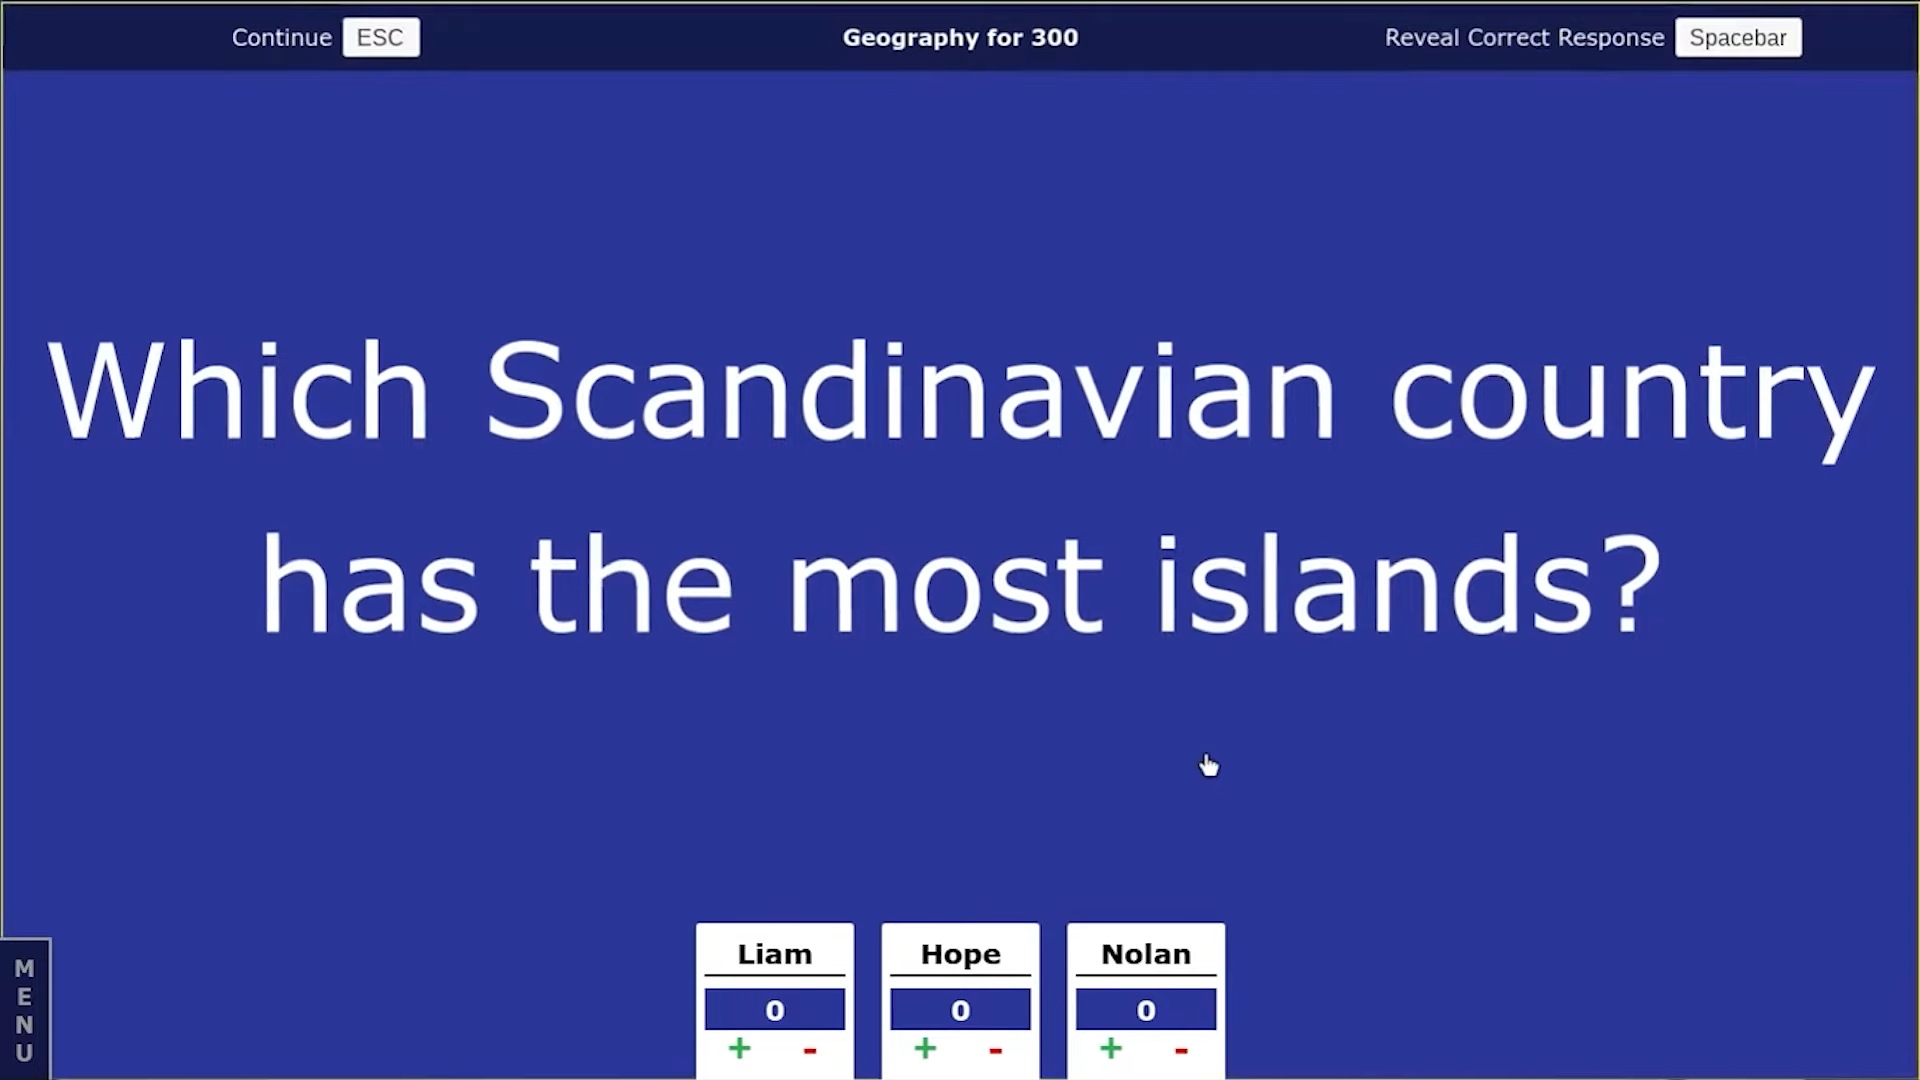 Continue ESC Geography for 300 Reveal Correct Response Spacebar
Which Scandinavian country
has the most islands?
Liam Hope Nolan
0 0 0
+ - + - + -
MENU